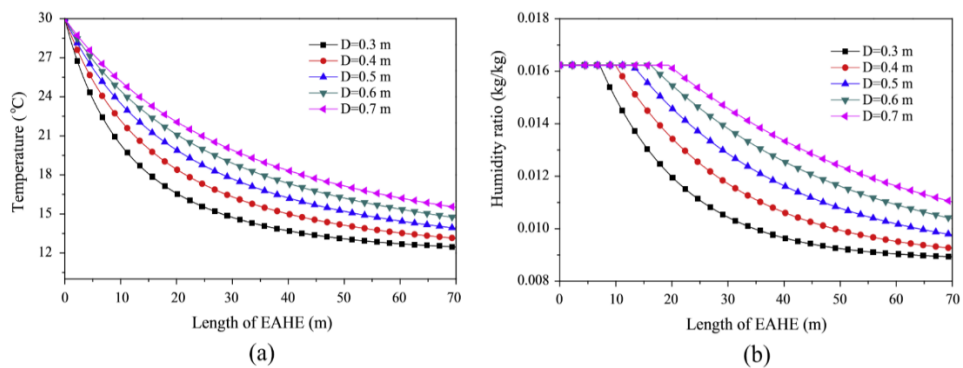 30
27
24
21
18
15
12
Temperature (°C)
D=0.3 m
D=0.4 m
D=0.5 m
D=0.6 m
D=0.7 m
0 10 20 30 40 50 60 70
Length of EAHE (m)
(a)
0.018
0.016
0.014
0.012
0.010
0.008
Humidity ratio (kg/kg)
D=0.3 m
D=0.4 m
D=0.5 m
D=0.6 m
D=0.7 m
0 10 20 30 40 50 60 70
Length of EAHE (m)
(b)